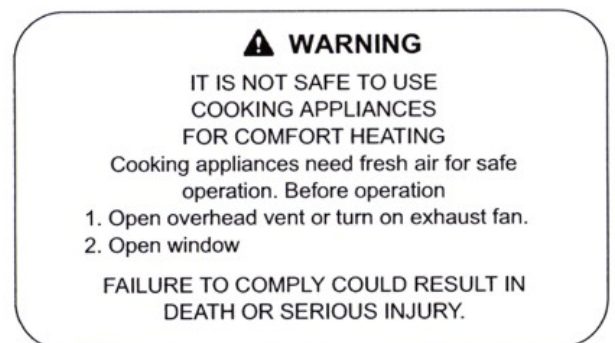 WARNING
IT IS NOT SAFE TO USE
COOKING APPLIANCES
FOR COMFORT HEATING
Cooking appliances need fresh air for safe
operation. Before operation
1. Open overhead vent or turn on exhaust fan.
2. Open window
FAILURE TO COMPLY COULD RESULT IN
DEATH OR SERIOUS INJURY.